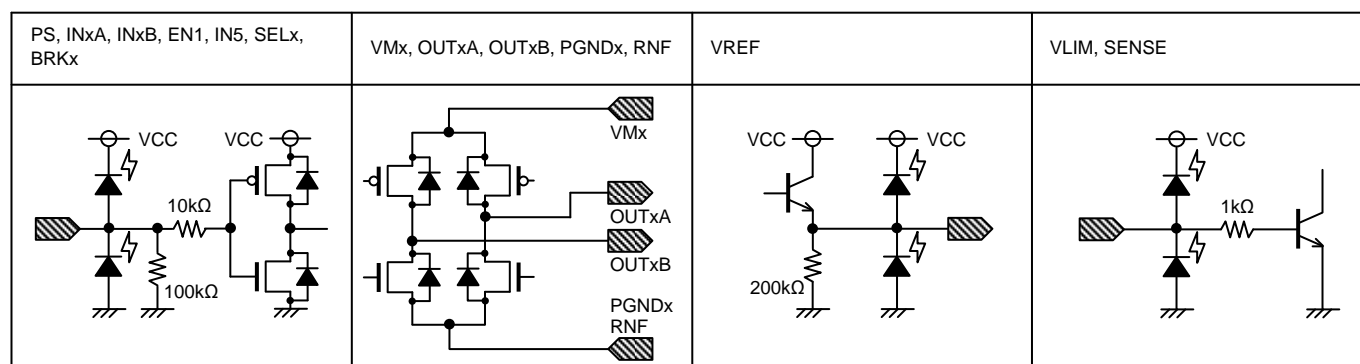 PS, INxA, INxB, EN1, IN5, SELx,
BRKx
VMx, OUTxA, OUTxB, PGNDx, RNF
VREF
VLIM, SENSE
VCC
VCC
10kΩ
100kΩ
VMx
OUTxA
OUTxB
PGNDx
RNF
VCC
VCC
200kΩ
VCC
1kΩ